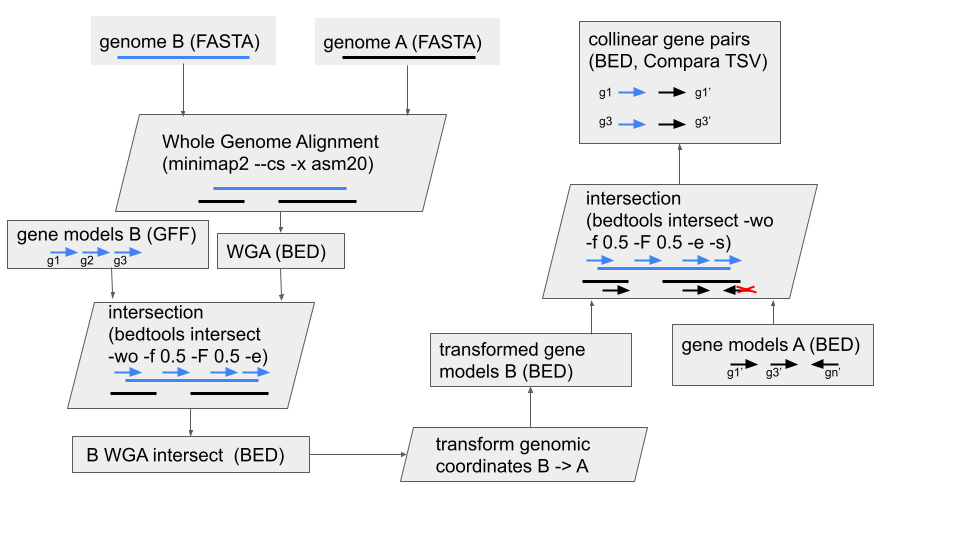 genome B (FASTA)
genome A (FASTA)
Whole Genome Alignment
(minimap2 --cs -x asm20)
gene models B (GFF)
g1 g2 g3
WGA (BED)
intersection
(bedtools intersect
-wo -f 0.5 -F 0.5 -e)
B WGA intersect (BED)
transform genomic
coordinates B -> A
transformed gene
models B (BED)
gene models A (BED)
g1' g3' gn'
intersection
(bedtools intersect -wo
-f 0.5 -F 0.5 -e -s)
collinear gene pairs
(BED, Compara TSV)
g1 g1'
g3 g3'